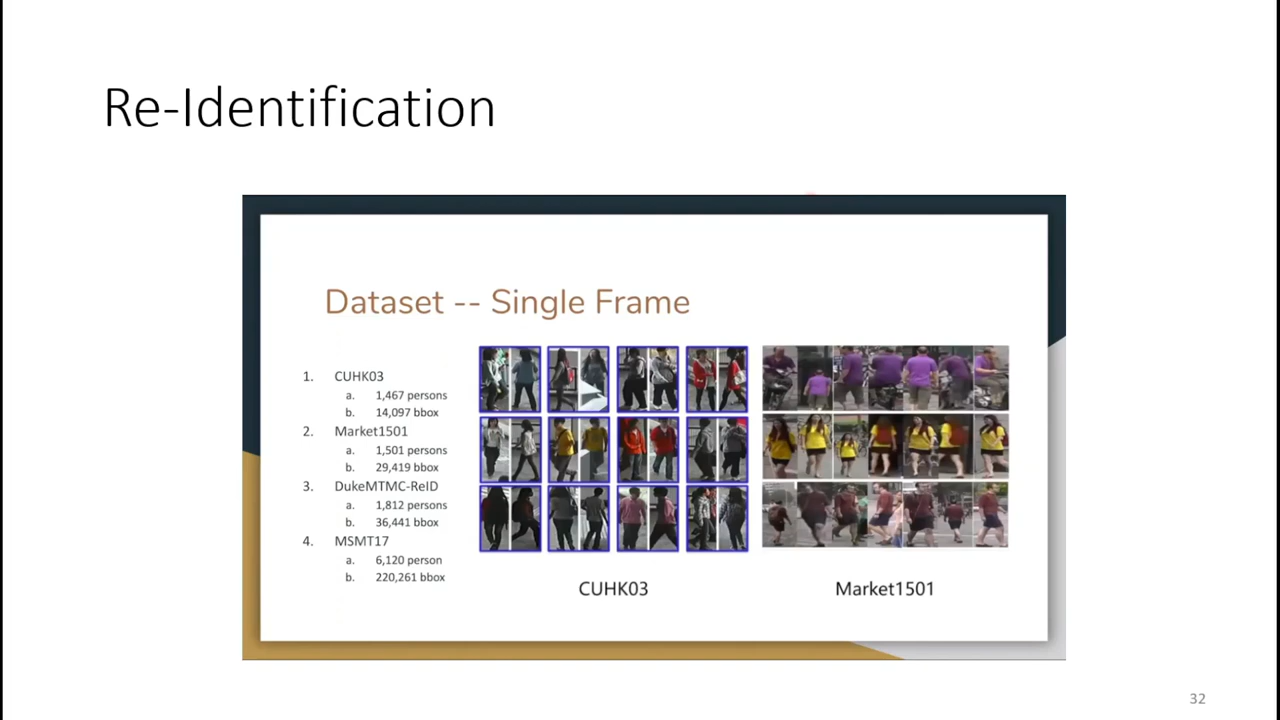 Re-Identification
Dataset -- Single Frame
1. CUHK03
a. 1,467 persons
b. 14,097 bbox
2. Market1501
a. 1,501 persons
b. 29,419 bbox
3. DukeMTMC-ReID
a. 1,812 persons
b. 36,441 bbox
4. MSMT17
a. 6,120 person
b. 220,261 bbox
CUHK03
Market1501
32